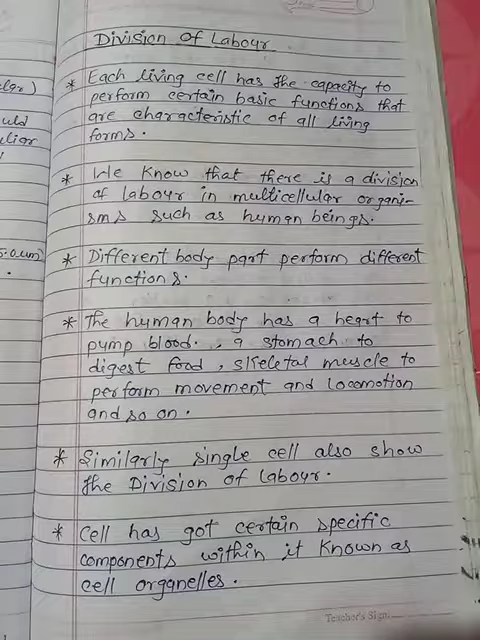 Division of Labour
* Each living cell has the capacity to
perform certain basic functions that
are characteristic of all living
forms.
* We know that there is a division
of labour in multicellular organi-
sms such as human beings.
* Different body part perform different
functions.
* The human body has a heart to
pump blood. , a stomach to
digest food, skeletal muscle to
perform movement and locomotion
and so on.
* Similarly single cell also show
the Division of Labour.
* Cell has got certain specific
components within it known as
cell organelles.
Teacher's Sign.